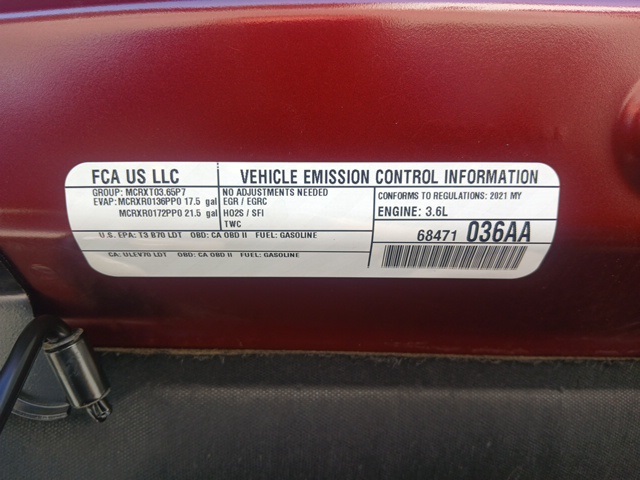 FCA US LLC
VEHICLE EMISSION CONTROL INFORMATION
GROUP: MCRXT03.65P7
EVAP: MCRXR0136PP0 17.5 gal
MCRXR0172PP0 21.5 gal
NO ADJUSTMENTS NEEDED
EGR / EGRC
HO2S / SFI
TWC
CONFORMS TO REGULATIONS: 2021 MY
ENGINE: 3.6L
68471 036AA
U.S. EPA: T3 B70 LDT OBD: CA OBD II FUEL: GASOLINE
CA: ULEV70 LDT OBD: CA OBD II FUEL: GASOLINE